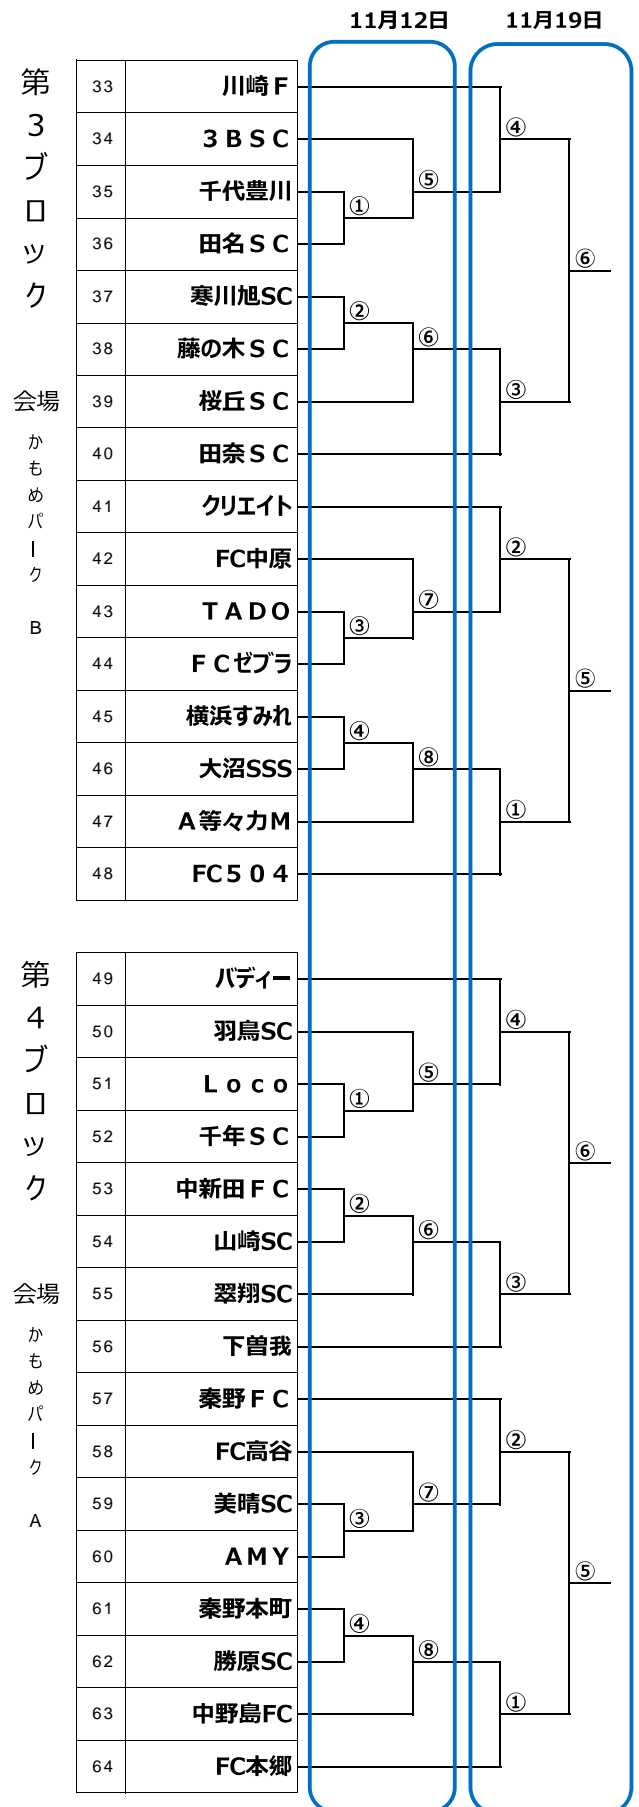 11月12日 11月19日
第3ブロック
会場
かもめパーク
B
33 川崎F
34 3BSC
35 千代豊川
36 田名SC
37 寒川旭SC
38 藤の木SC
39 桜丘SC
40 田奈SC
41 クリエイト
42 FC中原
43 TADO
44 FCゼブラ
45 横浜すみれ
46 大沼SSS
47 A等々力M
48 FC504
①
②
③
④
⑤
⑥
⑦
⑧
④
③
②
①
⑥
⑤
第4ブロック
会場
かもめパーク
A
49 バディー
50 羽鳥SC
51 Loco
52 千年SC
53 中新田FC
54 山崎SC
55 翠翔SC
56 下曽我
57 秦野FC
58 FC高谷
59 美晴SC
60 AMY
61 秦野本町
62 勝原SC
63 中野島FC
64 FC本郷
①
②
③
④
⑤
⑥
⑦
⑧
④
③
②
①
⑥
⑤